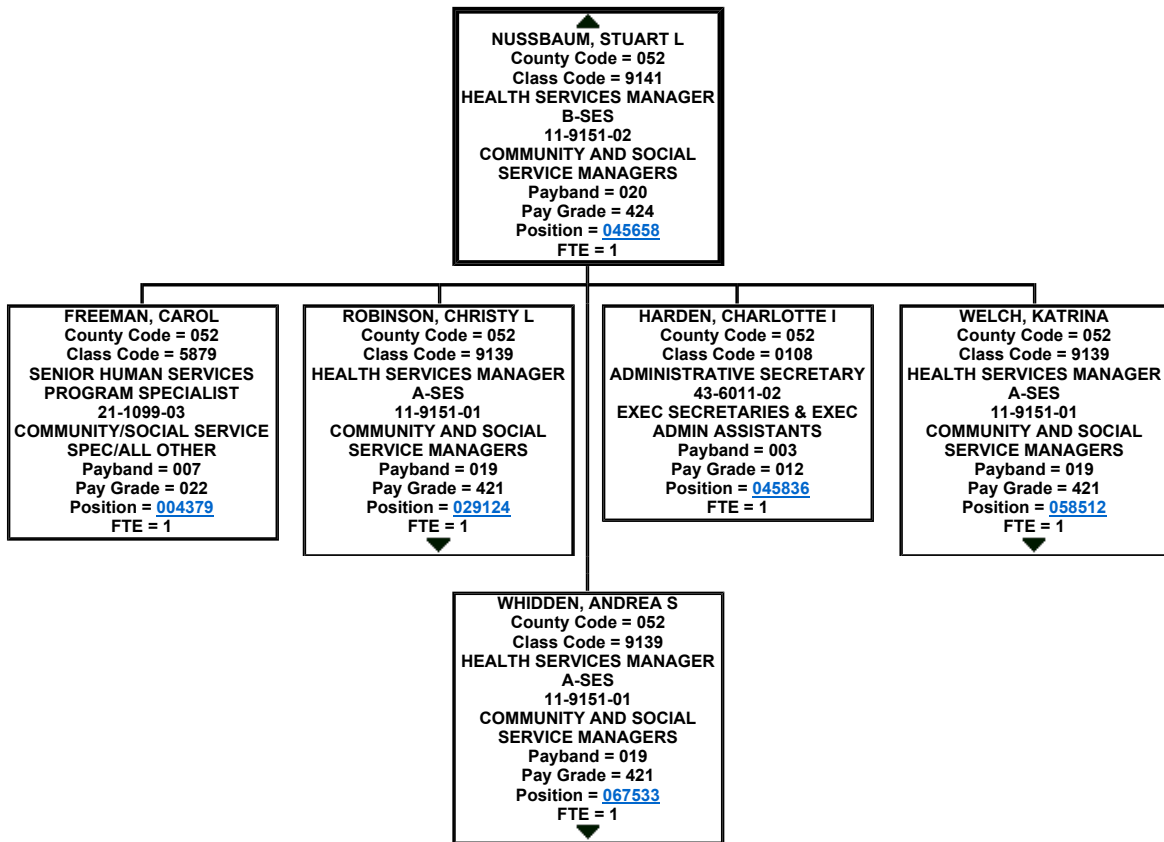 NUSSBAUM, STUART L
County Code = 052
Class Code = 9141
HEALTH SERVICES MANAGER
B-SES
11-9151-02
COMMUNITY AND SOCIAL
SERVICE MANAGERS
Payband = 020
Pay Grade = 424
Position = 045658
FTE = 1
FREEMAN, CAROL
County Code = 052
Class Code = 5879
SENIOR HUMAN SERVICES
PROGRAM SPECIALIST
21-1099-03
COMMUNITY/SOCIAL SERVICE
SPEC/ALL OTHER
Payband = 007
Pay Grade = 022
Position = 004379
FTE = 1
ROBINSON, CHRISTY L
County Code = 052
Class Code = 9139
HEALTH SERVICES MANAGER
A-SES
11-9151-01
COMMUNITY AND SOCIAL
SERVICE MANAGERS
Payband = 019
Pay Grade = 421
Position = 029124
FTE = 1
HARDEN, CHARLOTTE I
County Code = 052
Class Code = 0108
ADMINISTRATIVE SECRETARY
43-6011-02
EXEC SECRETARIES & EXEC
ADMIN ASSISTANTS
Payband = 003
Pay Grade = 012
Position = 045836
FTE = 1
WELCH, KATRINA
County Code = 052
Class Code = 9139
HEALTH SERVICES MANAGER
A-SES
11-9151-01
COMMUNITY AND SOCIAL
SERVICE MANAGERS
Payband = 019
Pay Grade = 421
Position = 058512
FTE = 1
WHIDDEN, ANDREA S
County Code = 052
Class Code = 9139
HEALTH SERVICES MANAGER
A-SES
11-9151-01
COMMUNITY AND SOCIAL
SERVICE MANAGERS
Payband = 019
Pay Grade = 421
Position = 067533
FTE = 1